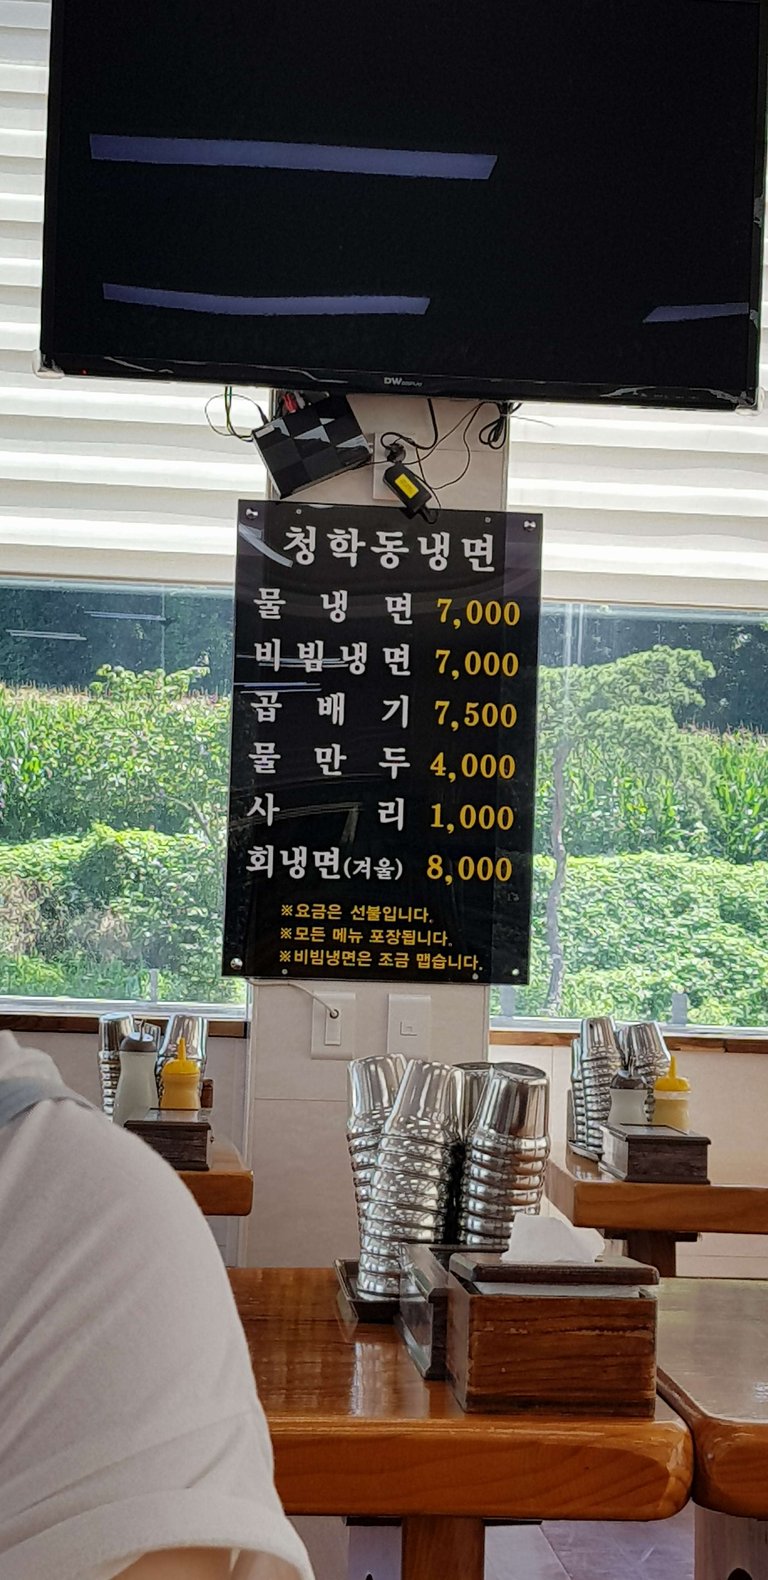 DW DISPLAY
청학동냉면
물 냉 면 7,000
비빔냉면 7,000
곱 배 기 7,500
물 만 두 4,000
사 리 1,000
회냉면(겨울) 8,000
※요금은 선불입니다.
※모든 메뉴 포장됩니다.
※비빔냉면은 조금 맵습니다.